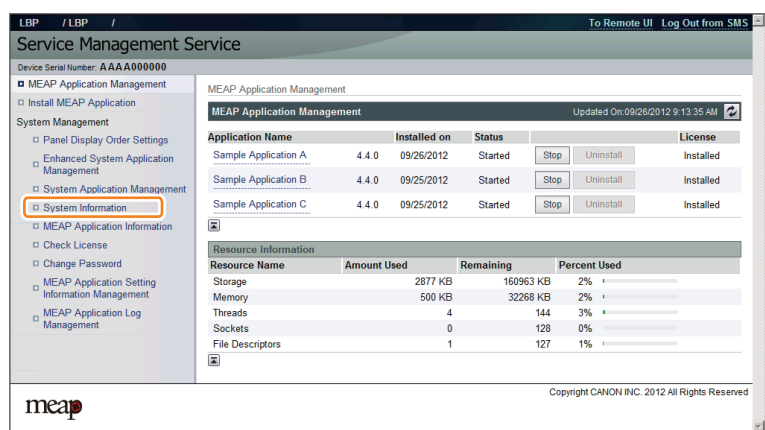 LBP / LBP /
To Remote UI Log Out from SMS
Service Management Service
Device Serial Number: AAAA000000
MEAP Application Management
Install MEAP Application
System Management
Panel Display Order Settings
Enhanced System Application
Management
System Application Management
System Information
MEAP Application Information
Check License
Change Password
MEAP Application Setting
Information Management
MEAP Application Log
Management
MEAP Application Management
MEAP Application Management Updated On:09/26/2012 9:13:35 AM
Application Name Installed on Status License
Sample Application A 4.4.0 09/26/2012 Started Stop Uninstall Installed
Sample Application B 4.4.0 09/25/2012 Started Stop Uninstall Installed
Sample Application C 4.4.0 09/25/2012 Started Stop Uninstall Installed
Resource Information
Resource Name Amount Used Remaining Percent Used
Storage 2877 KB 160963 KB 2%
Memory 500 KB 32268 KB 2%
Threads 4 144 3%
Sockets 0 128 0%
File Descriptors 1 127 1%
Copyright CANON INC. 2012 All Rights Reserved
meap